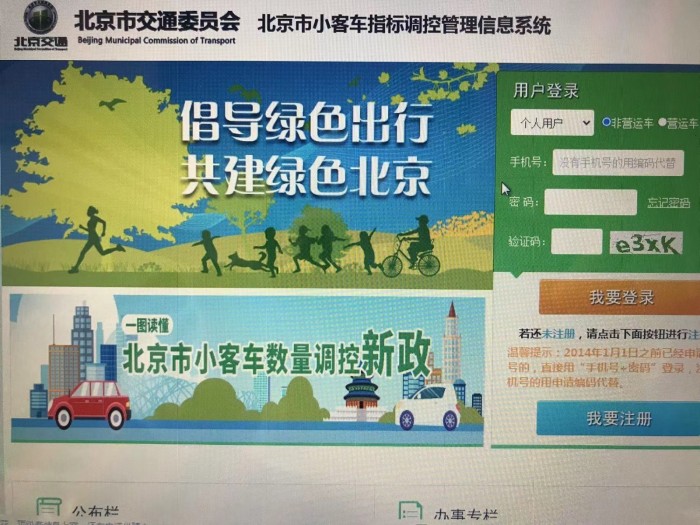 北京市交通委员会
Beijing Municipal Commission of Transport
北京交通
北京市小客车指标调控管理信息系统
倡导绿色出行
共建绿色北京
用户登录
个人用户 非营运车 营运车
手机号: 没有手机号的用编码代替
密 码: 忘记密码
验证码: e3xK
我要登录
若还未注册,请点击下面按钮进行注
温馨提示:2014年1月1日之前已经申
号的,直接用"手机号+密码"登录,
机号的用申请编码代替。
我要注册
一图读懂
北京市小客车数量调控新政
公布栏
办事专栏